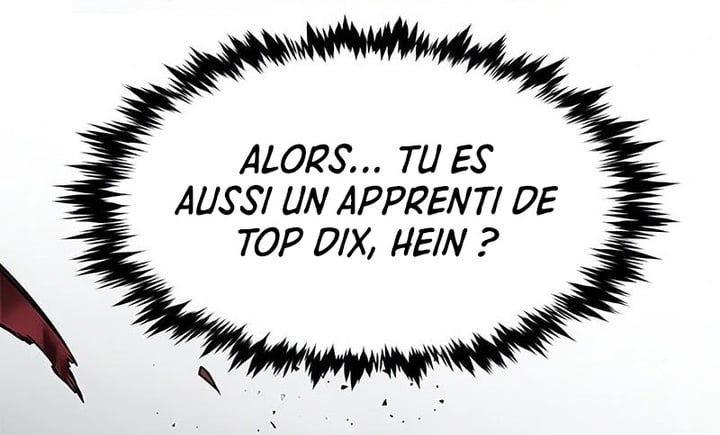 ALORS... TU ES
AUSSI UN APPRENTI DE
TOP DIX, HEIN ?